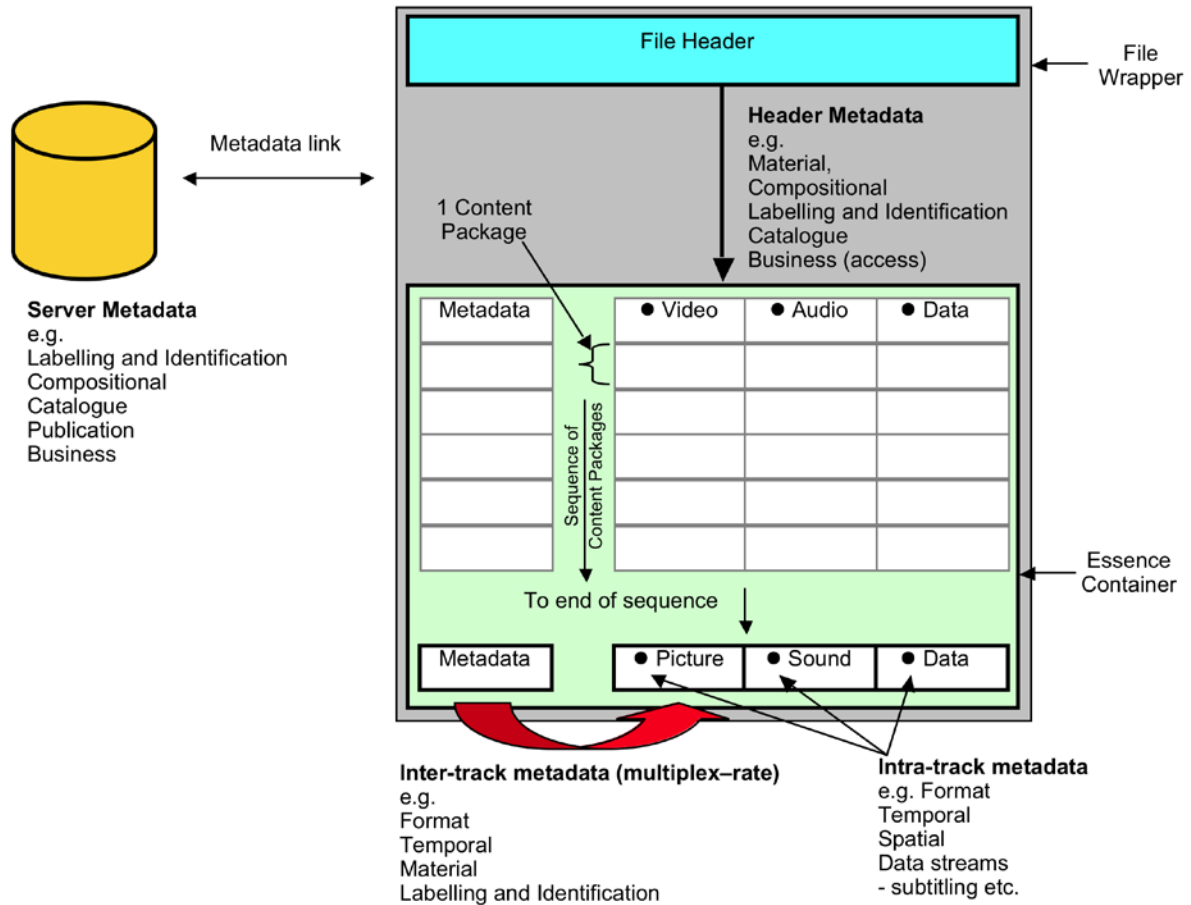 File Header
File
Wrapper
Metadata link
Header Metadata
e.g.
Material,
Compositional
Labelling and Identification
Catalogue
Business (access)
1 Content
Package
Server Metadata
e.g.
Labelling and Identification
Compositional
Catalogue
Publication
Business
Metadata
● Video
● Audio
● Data
Sequence of
Content Packages
To end of sequence
Essence
Container
Metadata
● Picture
● Sound
● Data
Inter-track metadata (multiplex–rate)
e.g.
Format
Temporal
Material
Labelling and Identification
Intra-track metadata
e.g. Format
Temporal
Spatial
Data streams
- subtitling etc.